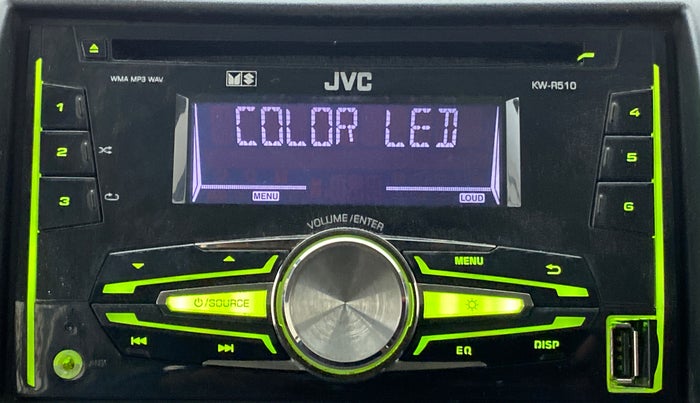 WMA MP3 WAV
MS
JVC
KW-R510
COLOR LED
MENU
LOUD
1
2
3
4
5
6
VOLUME/ENTER
MENU
/SOURCE
EQ
DISP